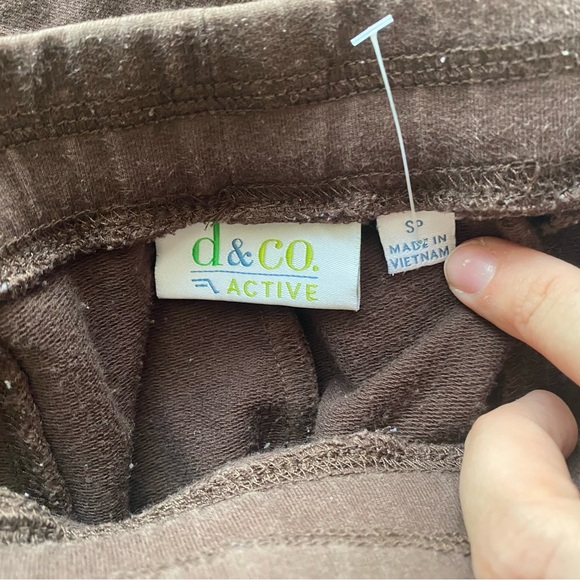 d & co.
ACTIVE
SP
MADE IN
VIETNAM